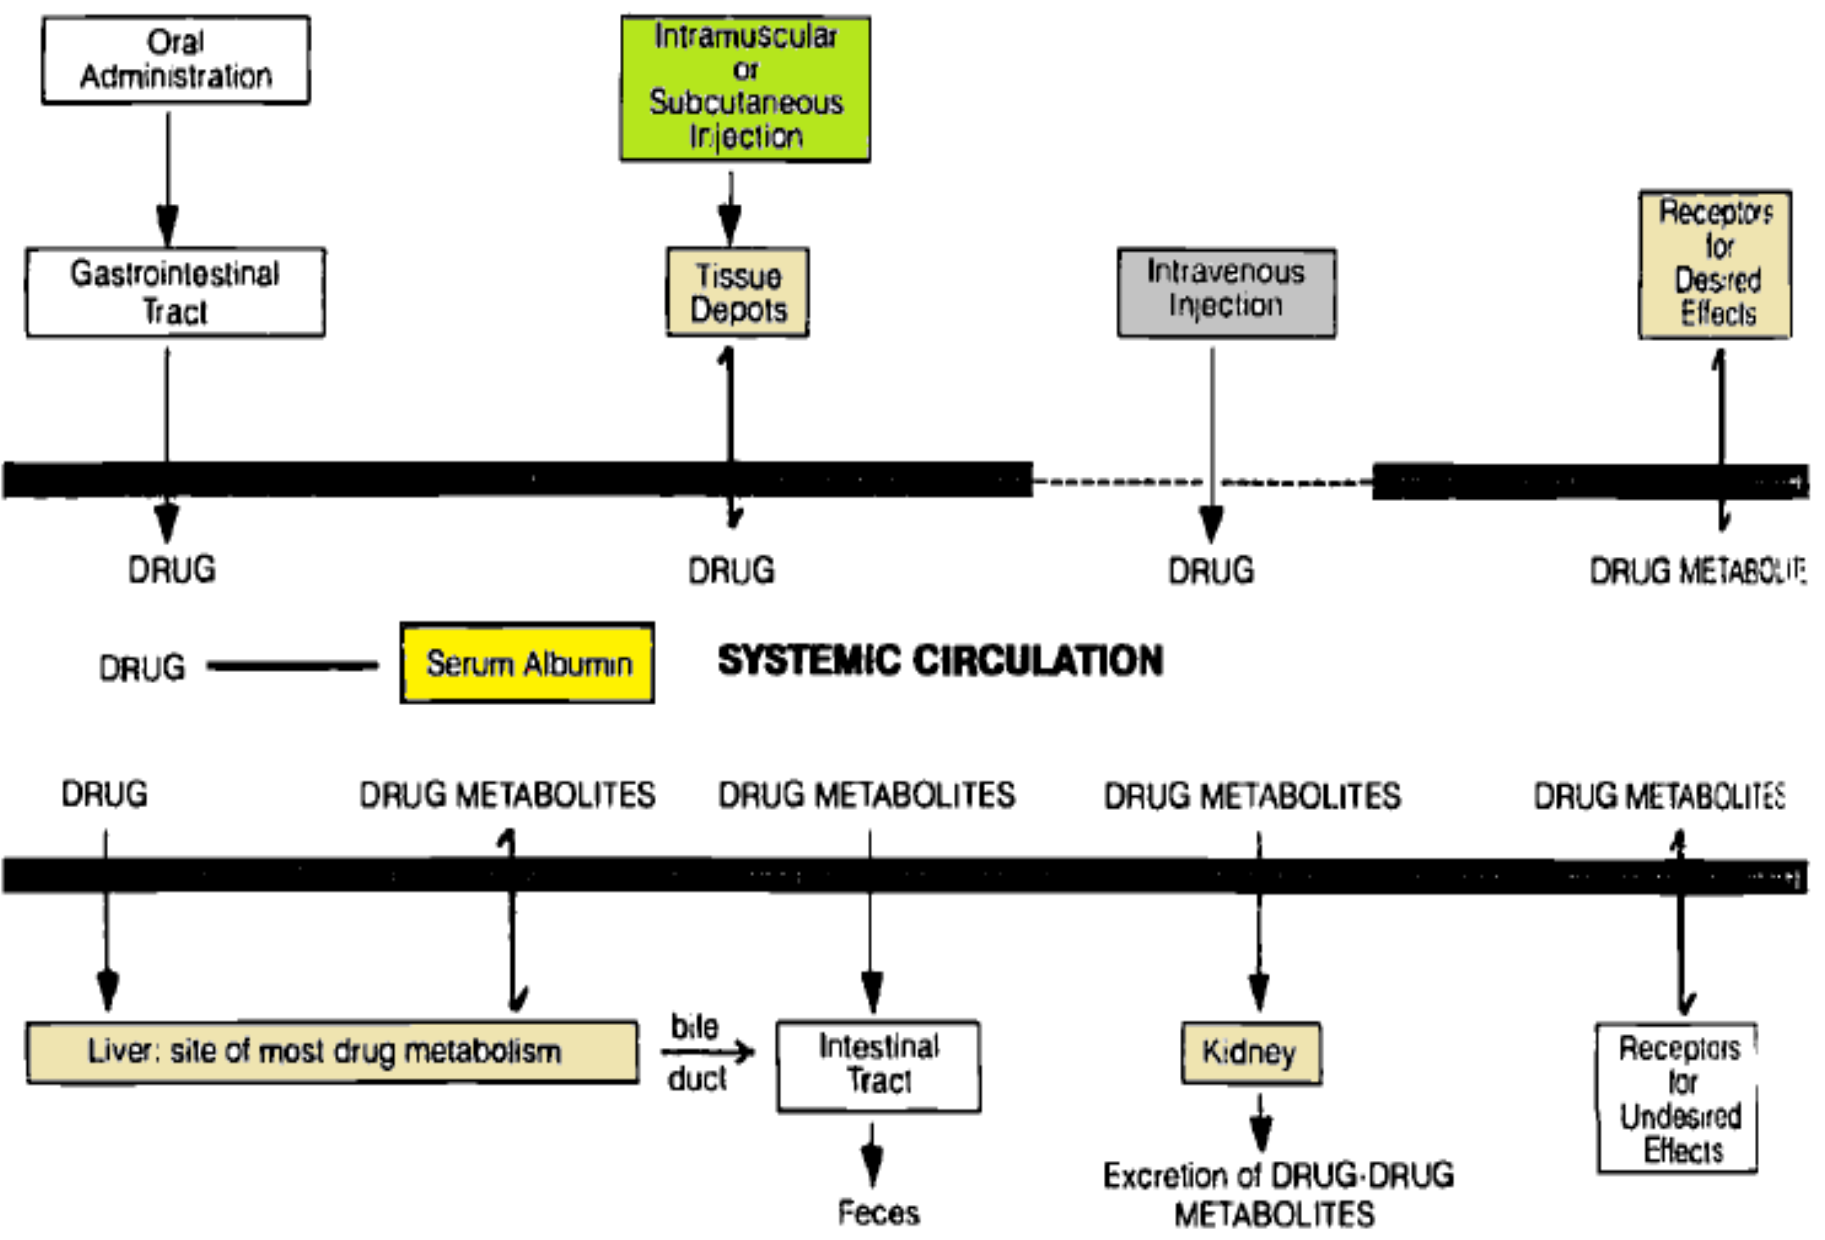 Oral
Administration
Intramuscular
or
Subcutaneous
Injection
Receptors
for
Desired
Effects
Gastrointestinal
Tract
Tissue
Depots
Intravenous
Injection
DRUG
DRUG
DRUG
DRUG METABOLITE
DRUG
Serum Albumin
SYSTEMIC CIRCULATION
DRUG
DRUG METABOLITES
DRUG METABOLITES
DRUG METABOLITES
DRUG METABOLITES
Liver: site of most drug metabolism
bile
duct
Intestinal
Tract
Kidney
Receptors
for
Undesired
Effects
Feces
Excretion of DRUG-DRUG
METABOLITES